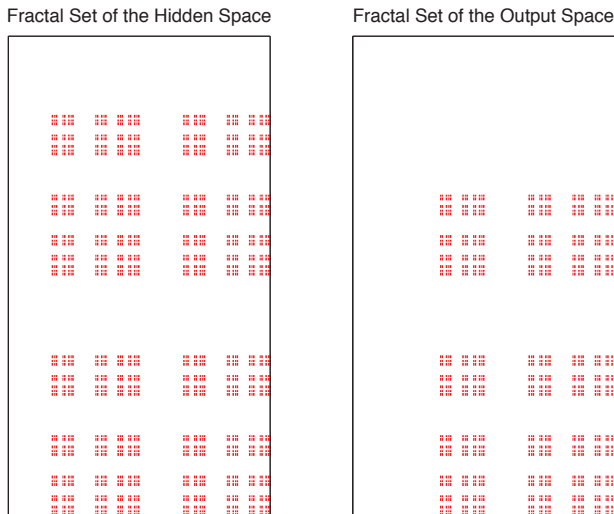 Fractal Set of the Hidden Space
Fractal Set of the Output Space